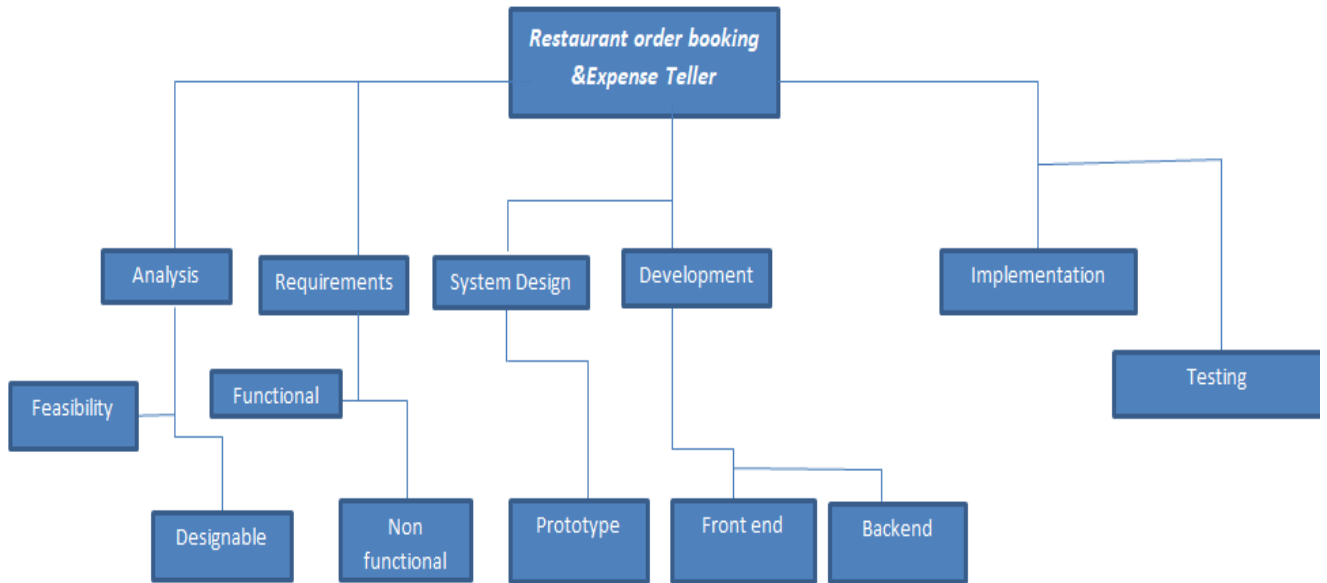 Restaurant order booking
&Expense Teller
Analysis
Requirements
System Design
Development
Implementation
Testing
Feasibility
Functional
Designable
Non
functional
Prototype
Front end
Backend